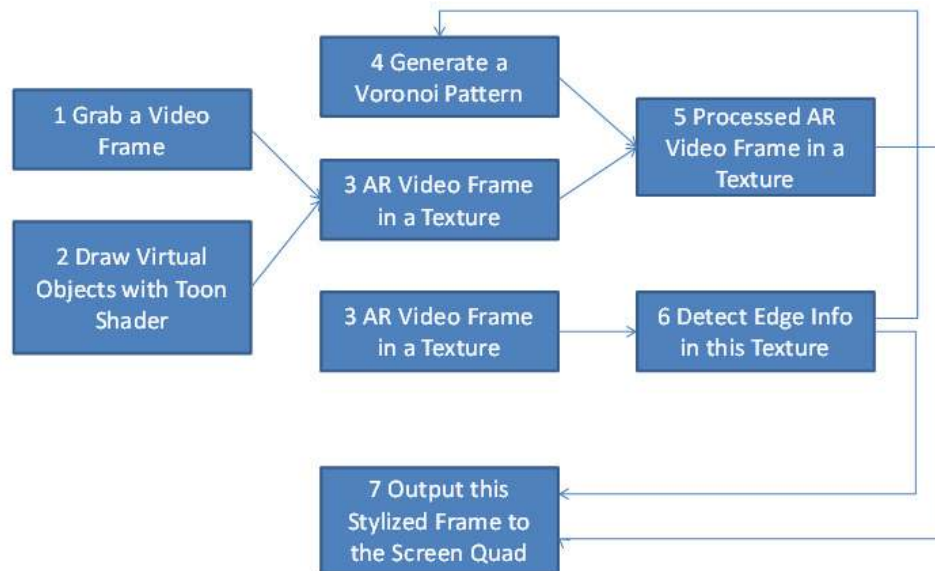 1 Grab a Video
Frame
2 Draw Virtual
Objects with Toon
Shader
4 Generate a
Voronoi Pattern
3 AR Video Frame
in a Texture
5 Processed AR
Video Frame in a
Texture
3 AR Video Frame
in a Texture
6 Detect Edge Info
in this Texture
7 Output this
Stylized Frame to
the Screen Quad